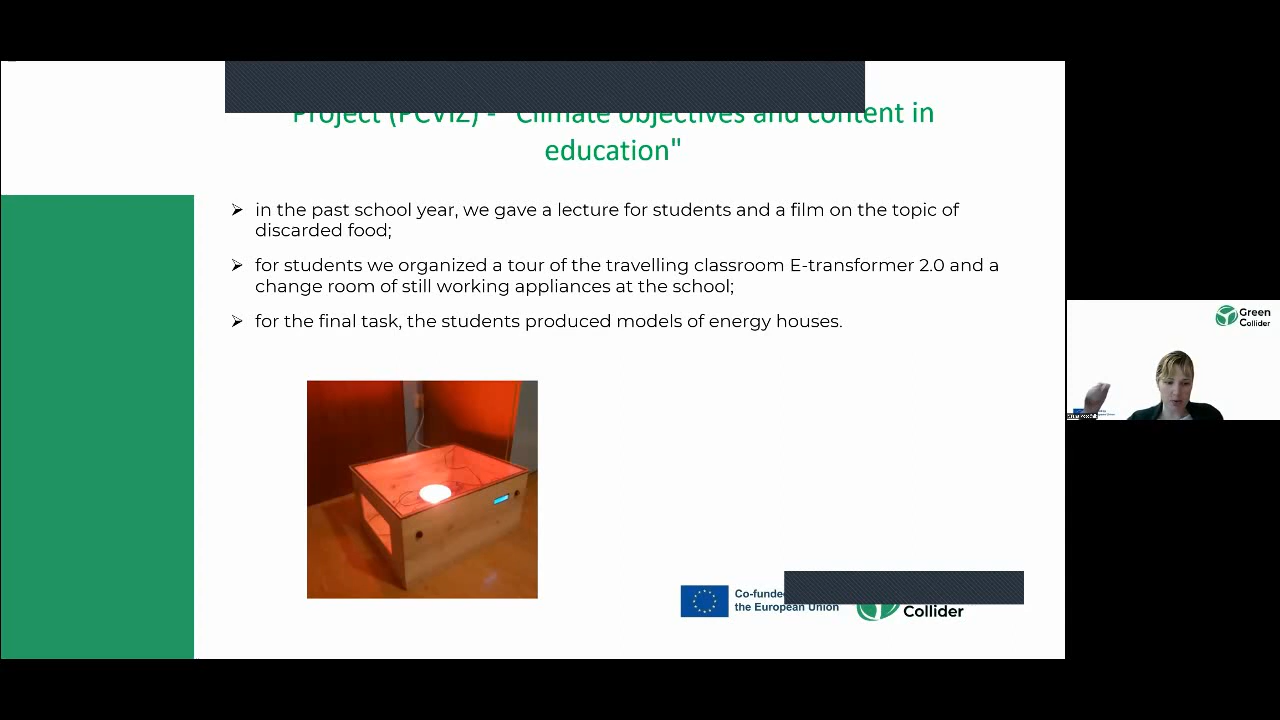 Project (PCVIZ) - "Climate objectives and content in
education"
in the past school year, we gave a lecture for students and a film on the topic of
discarded food;
for students we organized a tour of the travelling classroom E-transformer 2.0 and a
change room of still working appliances at the school;
for the final task, the students produced models of energy houses.
Co-funded
the European Union
Collider
Green
Collider